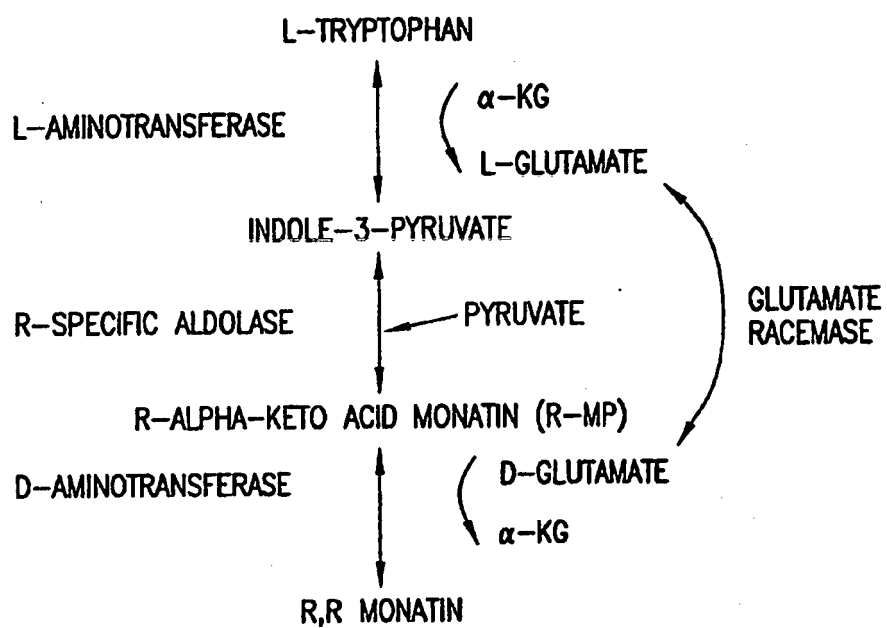 L-TRYPTOPHAN
α-KG
L-AMINOTRANSFERASE
L-GLUTAMATE
INDOLE-3-PYRUVATE
R-SPECIFIC ALDOLASE
PYRUVATE
GLUTAMATE
RACEMASE
R-ALPHA-KETO ACID MONATIN (R-MP)
D-AMINOTRANSFERASE
D-GLUTAMATE
α-KG
R,R MONATIN